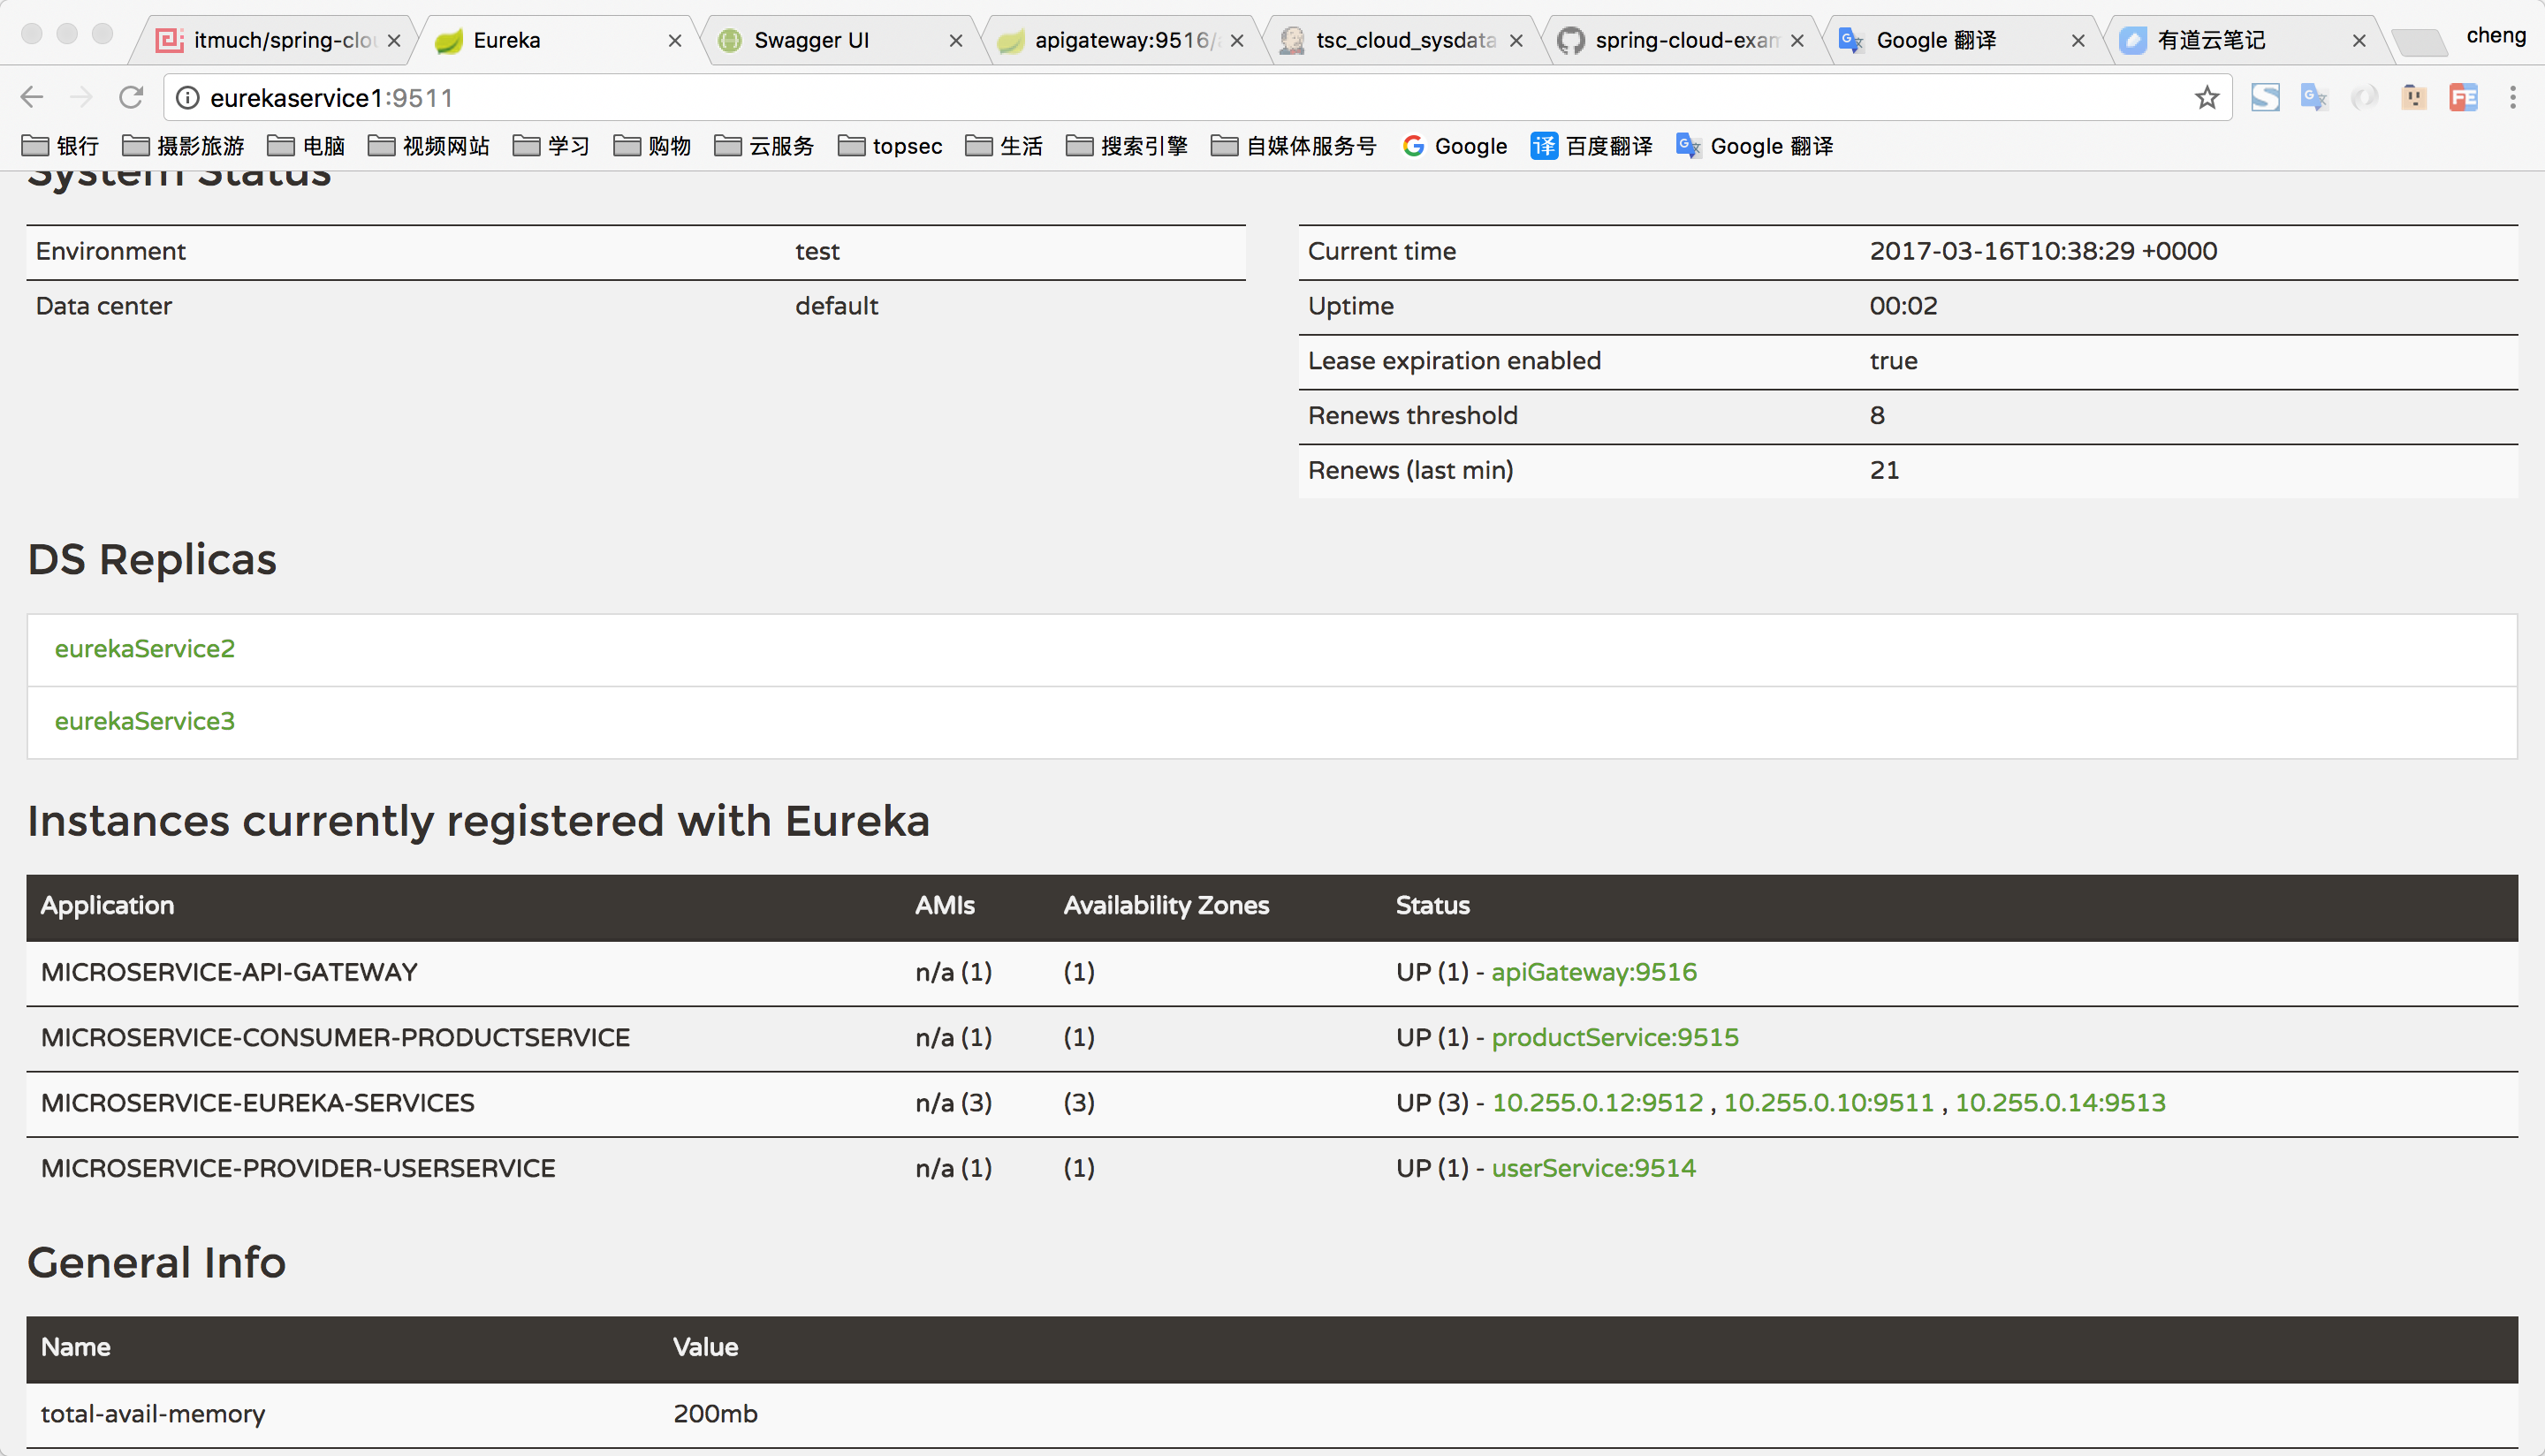 itmuch/spring-clou
Eureka
Swagger UI
apigateway:9516/
tsc_cloud_sysdata
spring-cloud-exam
Google 翻译
有道云笔记
cheng
eurekaservice1:9511
银行 摄影旅游 电脑 视频网站 学习 购物 云服务 topsec 生活 搜索引擎 自媒体服务号 Google 译 百度翻译 Google 翻译
System Status
Environment test
Data center default
Current time 2017-03-16T10:38:29 +0000
Uptime 00:02
Lease expiration enabled true
Renews threshold 8
Renews (last min) 21
DS Replicas
eurekaService2
eurekaService3
Instances currently registered with Eureka
Application AMIs Availability Zones Status
MICROSERVICE-API-GATEWAY n/a (1) (1) UP (1) - apiGateway:9516
MICROSERVICE-CONSUMER-PRODUCTSERVICE n/a (1) (1) UP (1) - productService:9515
MICROSERVICE-EUREKA-SERVICES n/a (3) (3) UP (3) - 10.255.0.12:9512 , 10.255.0.10:9511 , 10.255.0.14:9513
MICROSERVICE-PROVIDER-USERSERVICE n/a (1) (1) UP (1) - userService:9514
General Info
Name Value
total-avail-memory 200mb